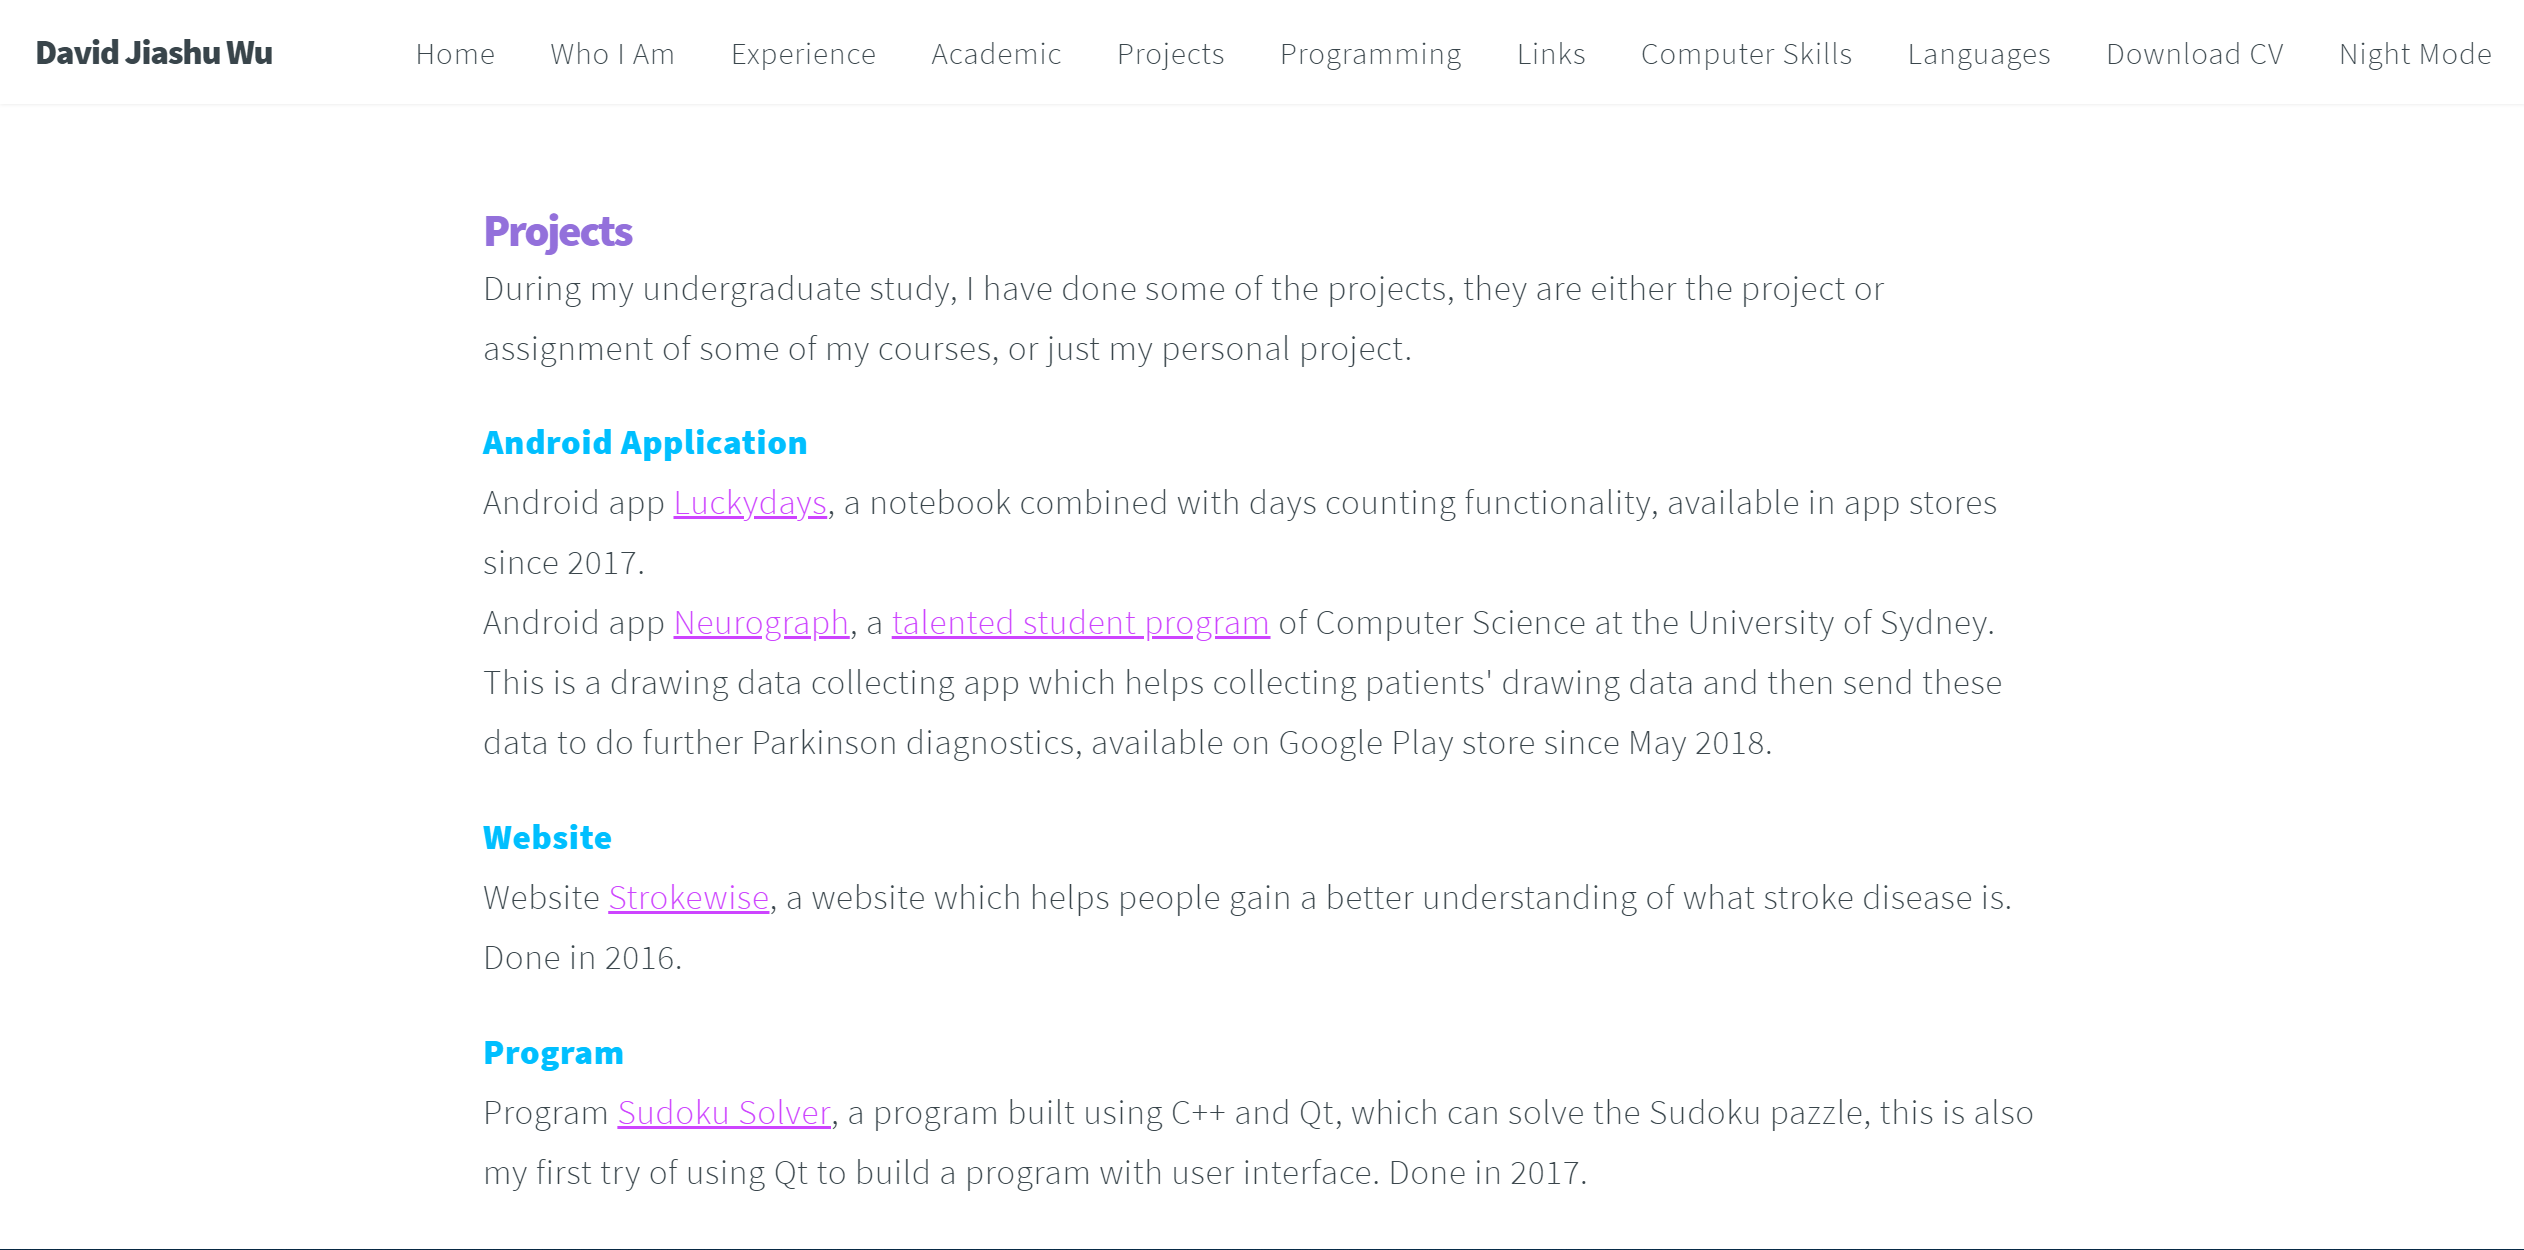 David Jiashu Wu Home Who I Am Experience Academic Projects Programming Links Computer Skills Languages Download CV Night Mode
Projects
During my undergraduate study, I have done some of the projects, they are either the project or
assignment of some of my courses, or just my personal project.
Android Application
Android app Luckydays, a notebook combined with days counting functionality, available in app stores
since 2017.
Android app Neurograph, a talented student program of Computer Science at the University of Sydney.
This is a drawing data collecting app which helps collecting patients' drawing data and then send these
data to do further Parkinson diagnostics, available on Google Play store since May 2018.
Website
Website Strokewise, a website which helps people gain a better understanding of what stroke disease is.
Done in 2016.
Program
Program Sudoku Solver, a program built using C++ and Qt, which can solve the Sudoku pazzle, this is also
my first try of using Qt to build a program with user interface. Done in 2017.